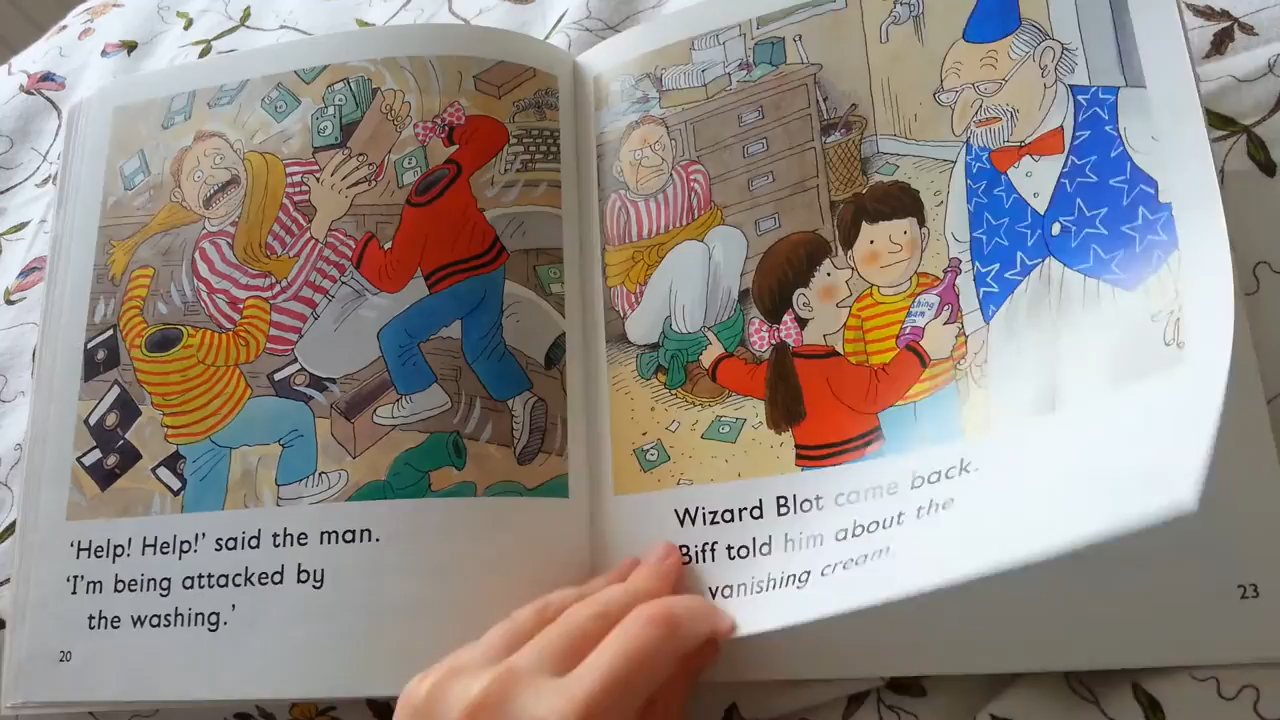 'Help! Help!' said the man.
'I'm being attacked by
the washing.'
20
Wizard Blot came back.
Biff told him about the
vanishing cream.
23